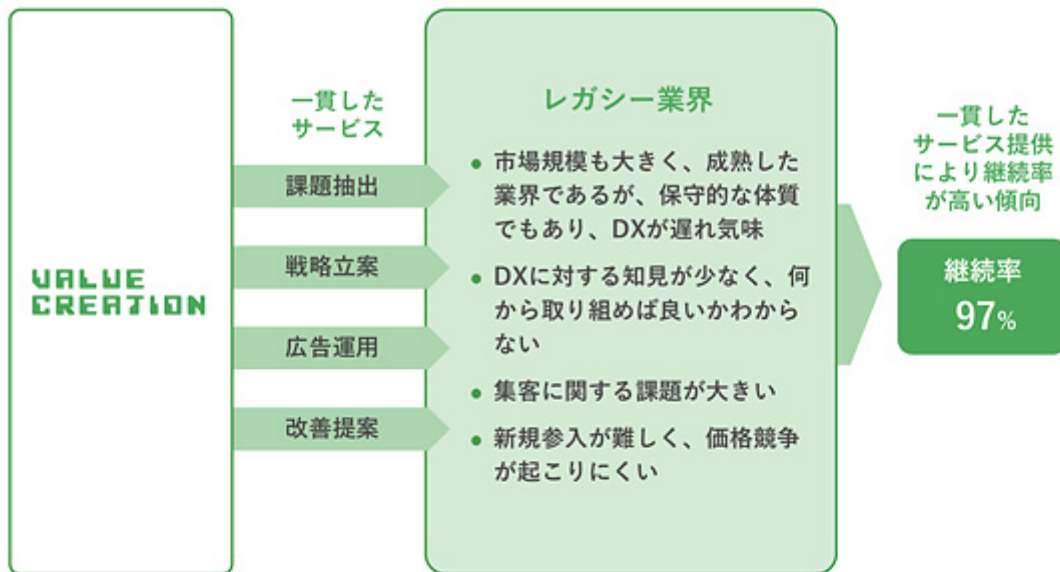 VALUE
CREATION
一貫した
サービス
課題抽出
戦略立案
広告運用
改善提案
レガシー業界
● 市場規模も大きく、成熟した
業界であるが、保守的な体質
でもあり、DXが遅れ気味
● DXに対する知見が少なく、何
から取り組めば良いかわから
ない
● 集客に関する課題が大きい
● 新規参入が難しく、価格競争
が起こりにくい
一貫した
サービス提供
により継続率
が高い傾向
継続率
97%